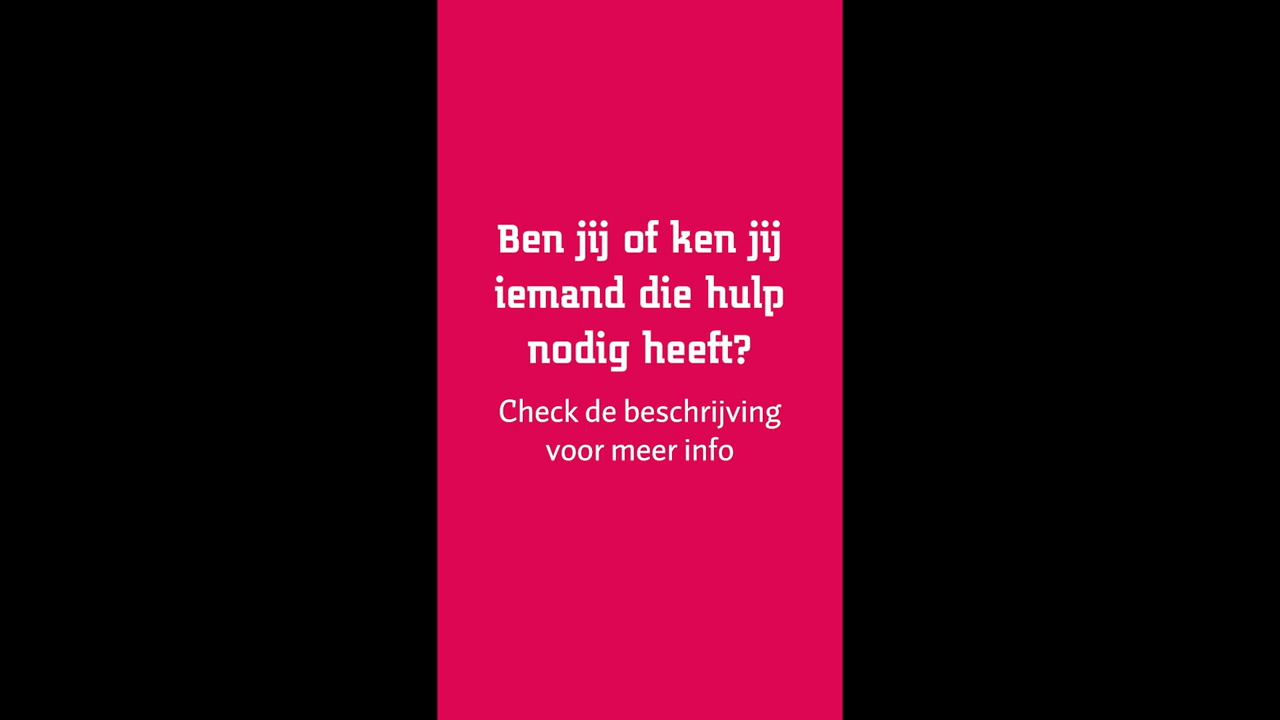 Ben jij of ken jij
iemand die hulp
nodig heeft?
Check de beschrijving
voor meer info